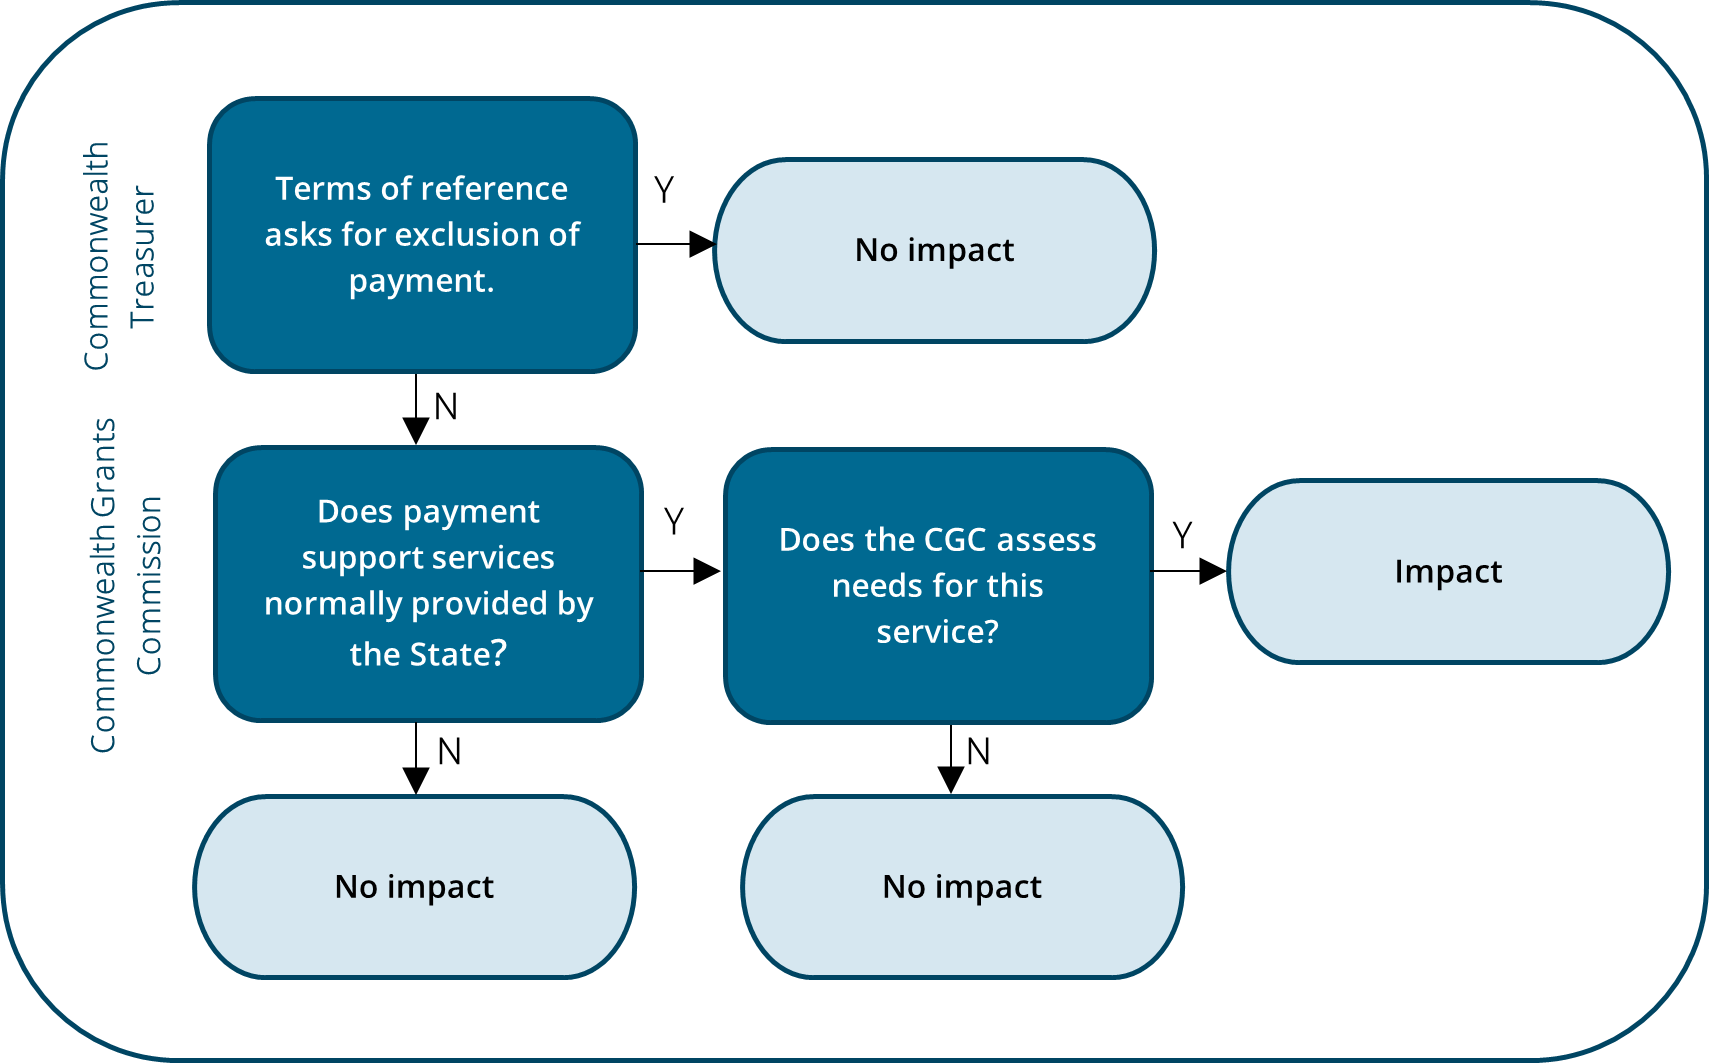 Commonwealth
Treasurer
Terms of reference
asks for exclusion of
payment.
Y
No impact
N
Commonwealth Grants
Commission
Does payment
support services
normally provided by
the State?
Y
Does the CGC assess
needs for this
service?
Y
Impact
N
N
No impact
No impact